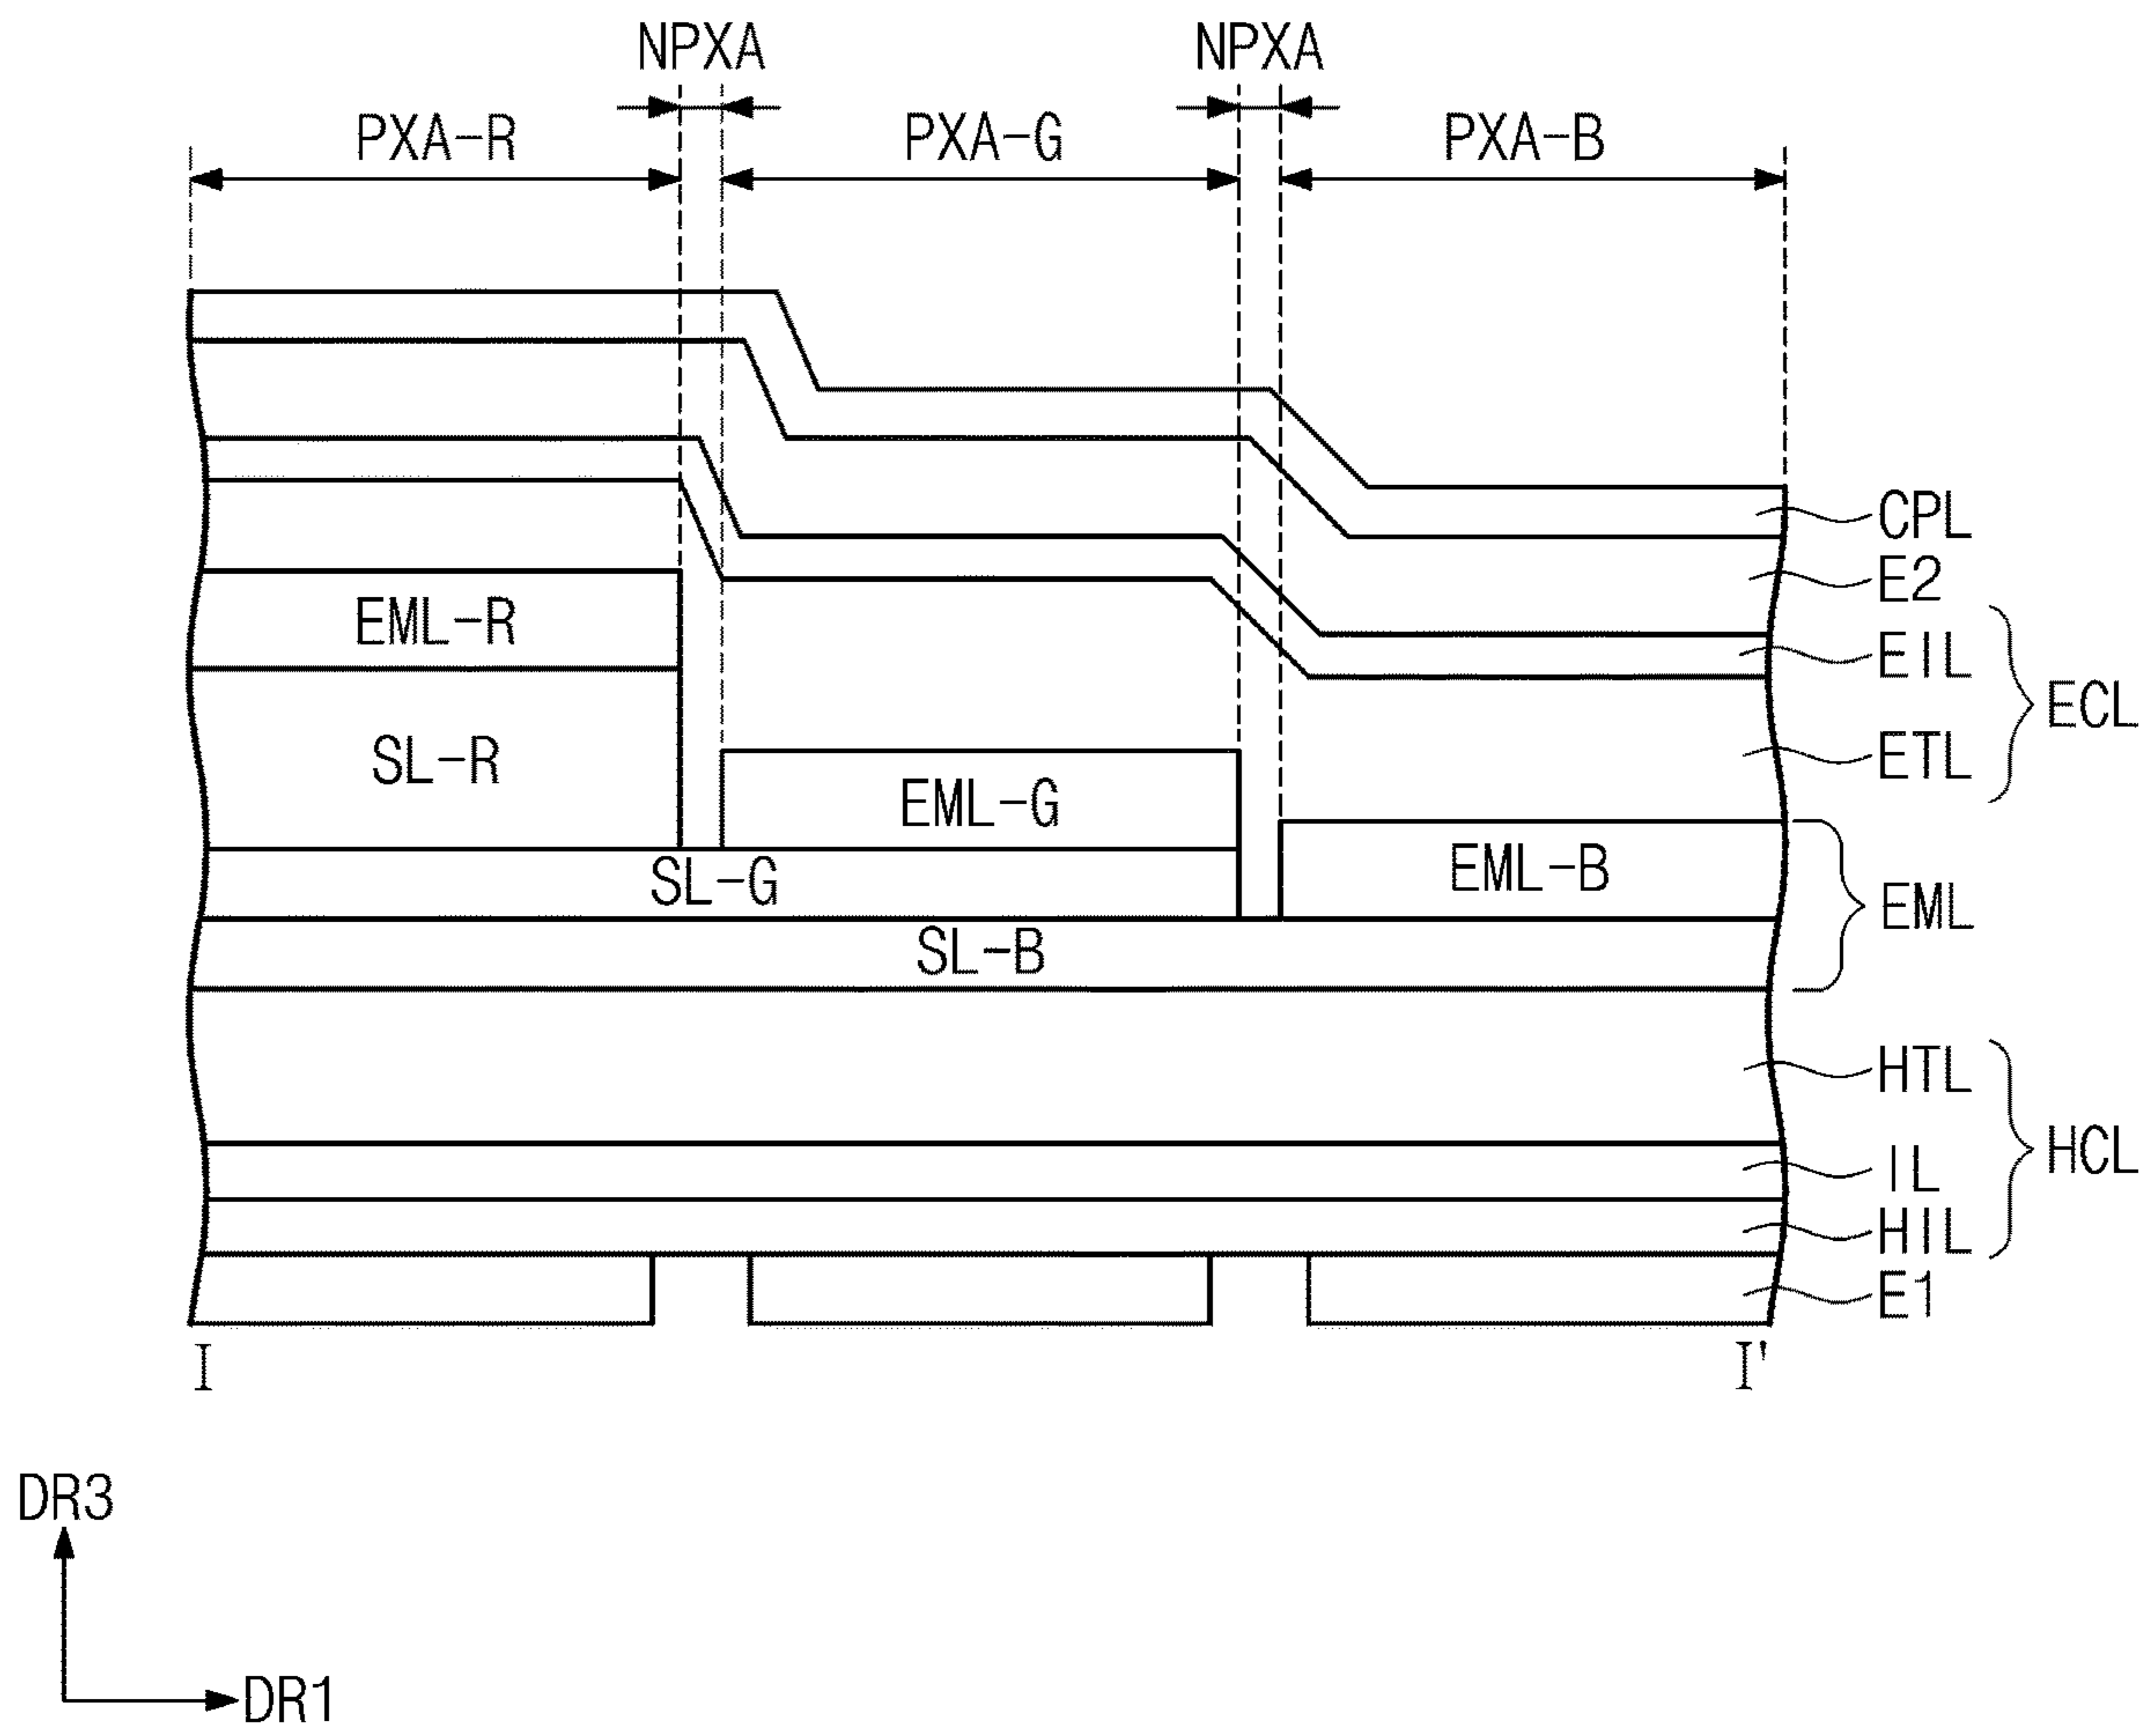 NPXA NPXA
PXA-R PXA-G PXA-B
CPL
E2
EML-R
EIL
ECL
SL-R
ETL
EML-G
EML-B
SL-G
EML
SL-B
HTL
HCL
IL
HIL
E1
I I'
DR3
DR1